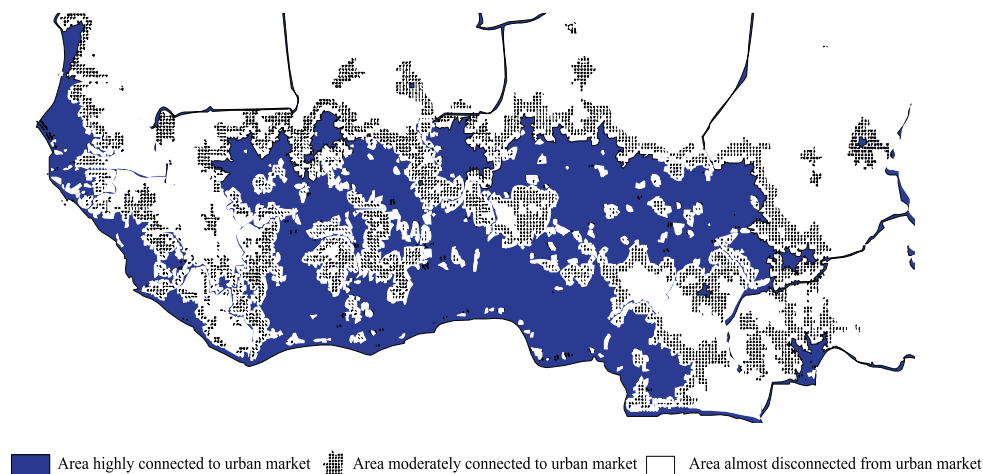 Area highly connected to urban market
Area moderately connected to urban market
Area almost disconnected from urban market